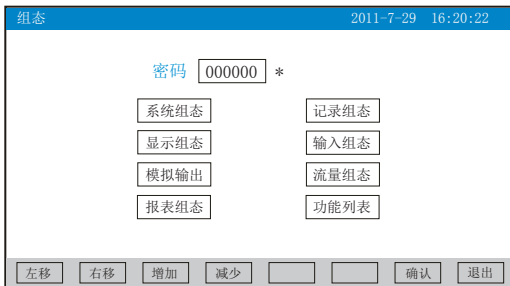 组态 2011-7-29 16:20:22
密码 000000 *
系统组态 记录组态
显示组态 输入组态
模拟输出 流量组态
报表组态 功能列表
左移 右移 增加 减少 确认 退出